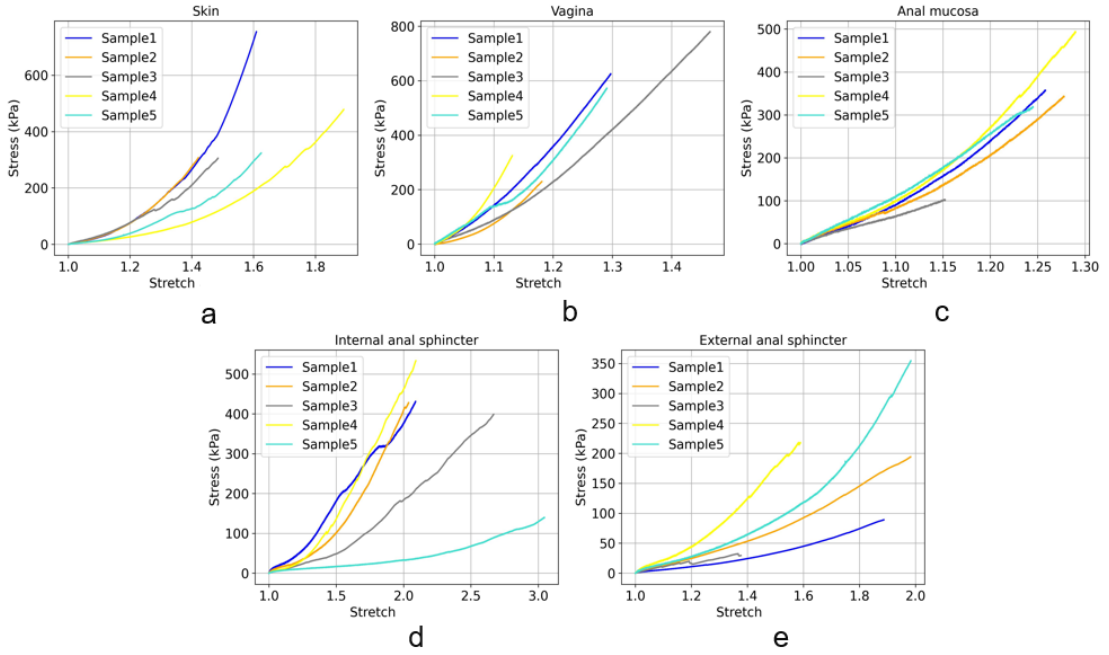 Skin
Sample1
Sample2
Sample3
Sample4
Sample5
600
400
200
0
Stress (kPa)
1.0 1.2 1.4 1.6 1.8
Stretch
a
Vagina
Sample1
Sample2
Sample3
Sample4
Sample5
800
600
400
200
0
Stress (kPa)
1.0 1.1 1.2 1.3 1.4
Stretch
b
Anal mucosa
Sample1
Sample2
Sample3
Sample4
Sample5
500
400
300
200
100
0
Stress (kPa)
1.00 1.05 1.10 1.15 1.20 1.25 1.30
Stretch
c
Internal anal sphincter
Sample1
Sample2
Sample3
Sample4
Sample5
500
400
300
200
100
0
Stress (kPa)
1.0 1.5 2.0 2.5 3.0
Stretch
d
External anal sphincter
Sample1
Sample2
Sample3
Sample4
Sample5
350
300
250
200
150
100
50
0
Stress (kPa)
1.0 1.2 1.4 1.6 1.8 2.0
Stretch
e